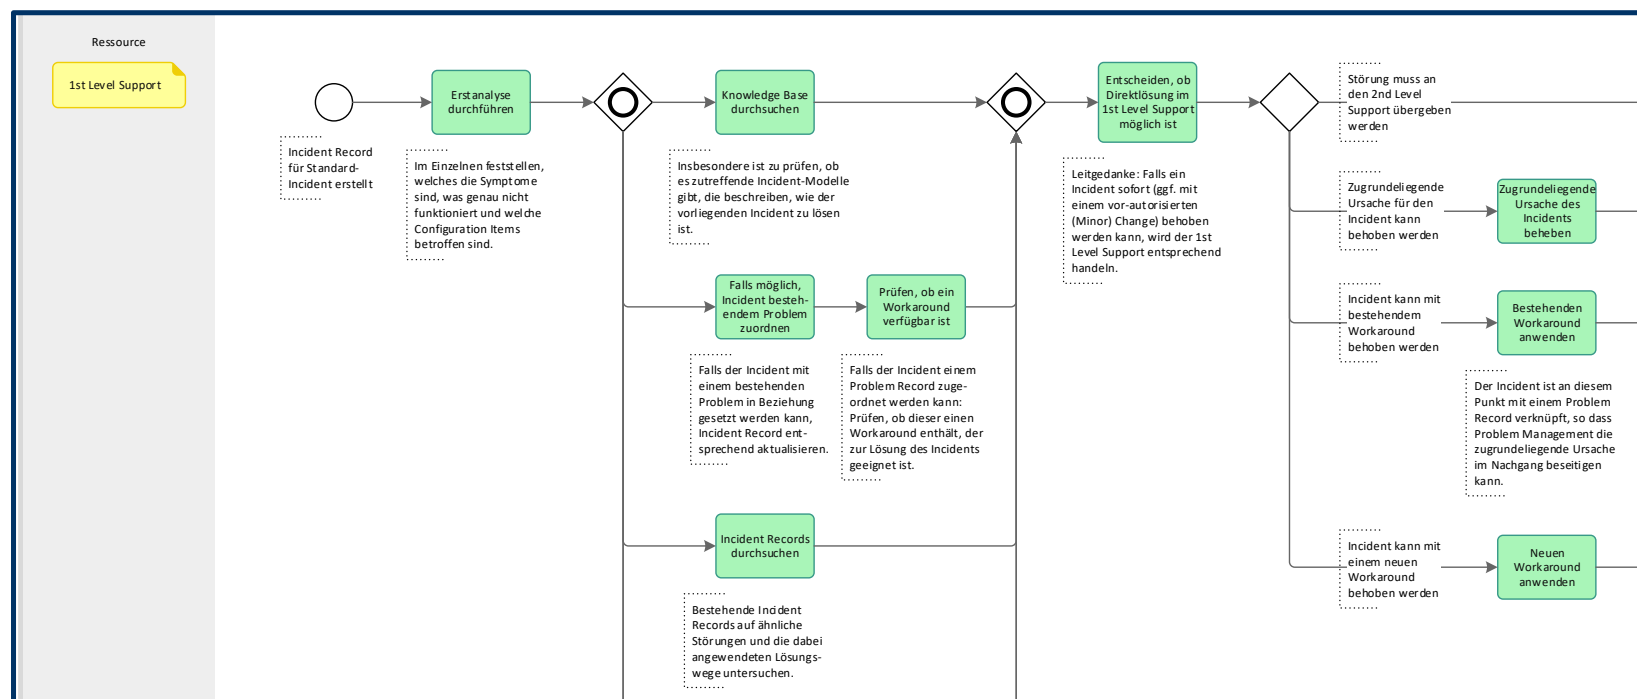 Ressource
1st Level Support
Incident Record
für Standard-
Incident erstellt
Erstanalyse
durchführen
Im Einzelnen feststellen,
welches die Symptome
sind, was genau nicht
funktioniert und welche
Configuration Items
betroffen sind.
Knowledge Base
durchsuchen
Insbesondere ist zu prüfen, ob
es zutreffende Incident-Modelle
gibt, die beschreiben, wie der
vorliegenden Incident zu lösen
ist.
Falls möglich,
Incident besteh-
endem Problem
zuordnen
Falls der Incident mit
einem bestehenden
Problem in Beziehung
gesetzt werden kann,
Incident Record ent-
sprechend aktualisieren.
Prüfen, ob ein
Workaround
verfügbar ist
Falls der Incident einem
Problem Record zuge-
ordnet werden kann:
Prüfen, ob dieser einen
Workaround enthält, der
zur Lösung des Incidents
geeignet ist.
Incident Records
durchsuchen
Bestehende Incident
Records auf ähnliche
Störungen und die dabei
angewendeten Lösungs-
wege untersuchen.
Entscheiden, ob
Direktlösung im
1st Level Support
möglich ist
Leitgedanke: Falls ein
Incident sofort (ggf. mit
einem vor-autorisierten
(Minor) Change) behoben
werden kann, wird der 1st
Level Support entsprechend
handeln.
Störung muss an
den 2nd Level
Support übergeben
werden
Zugrundeliegende
Ursache für den
Incident kann
behoben werden
Zugrundeliegende
Ursache des
Incidents
beheben
Incident kann mit
bestehendem
Workaround
behoben werden
Bestehenden
Workaround
anwenden
Der Incident ist an diesem
Punkt mit einem Problem
Record verknüpft, so dass
Problem Management die
zugrundeliegende Ursache
im Nachgang beseitigen
kann.
Incident kann mit
einem neuen
Workaround
behoben werden
Neuen
Workaround
anwenden